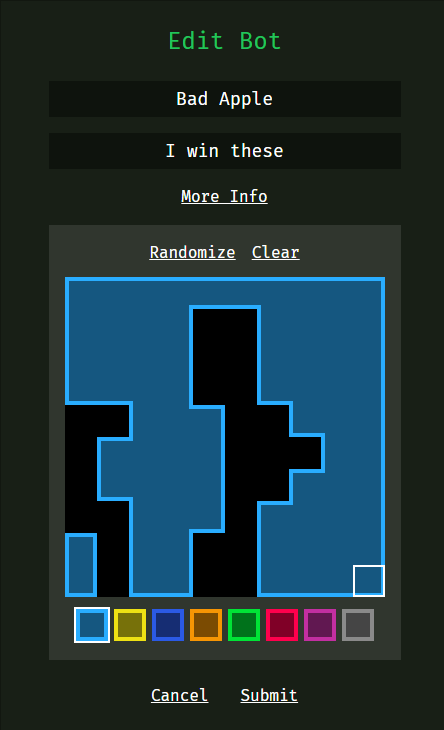 Edit Bot
Bad Apple
I win these
More Info
Randomize Clear
Cancel Submit